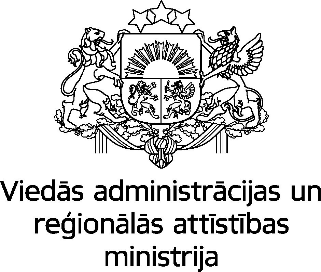 Viedās administrācijas un
reģionālās attīstības
ministrija